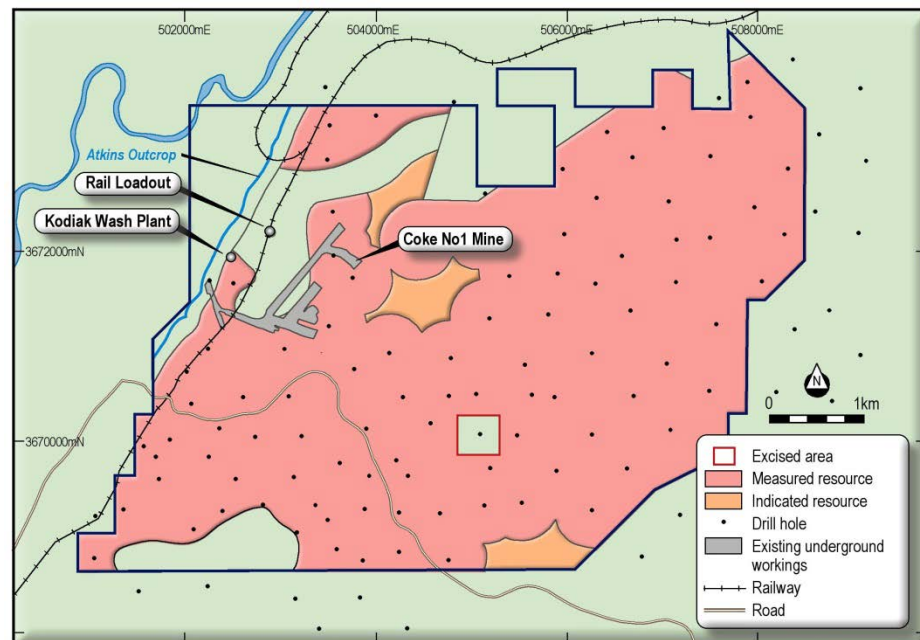 502000mE
504000mE
506000mE
508000mE
Atkins Outcrop
Rail Loadout
Kodiak Wash Plant
Coke No1 Mine
3672000mN
N
0 1km
3670000mN
Excised area
Measured resource
Indicated resource
Drill hole
Existing underground
workings
Railway
Road